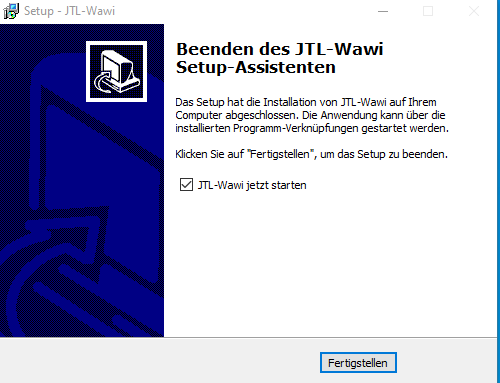 Setup - JTL-Wawi
Beenden des JTL-Wawi
Setup-Assistenten
Das Setup hat die Installation von JTL-Wawi auf Ihrem
Computer abgeschlossen. Die Anwendung kann über die
installierten Programm-Verknüpfungen gestartet werden.
Klicken Sie auf "Fertigstellen", um das Setup zu beenden.
JTL-Wawi jetzt starten
Fertigstellen